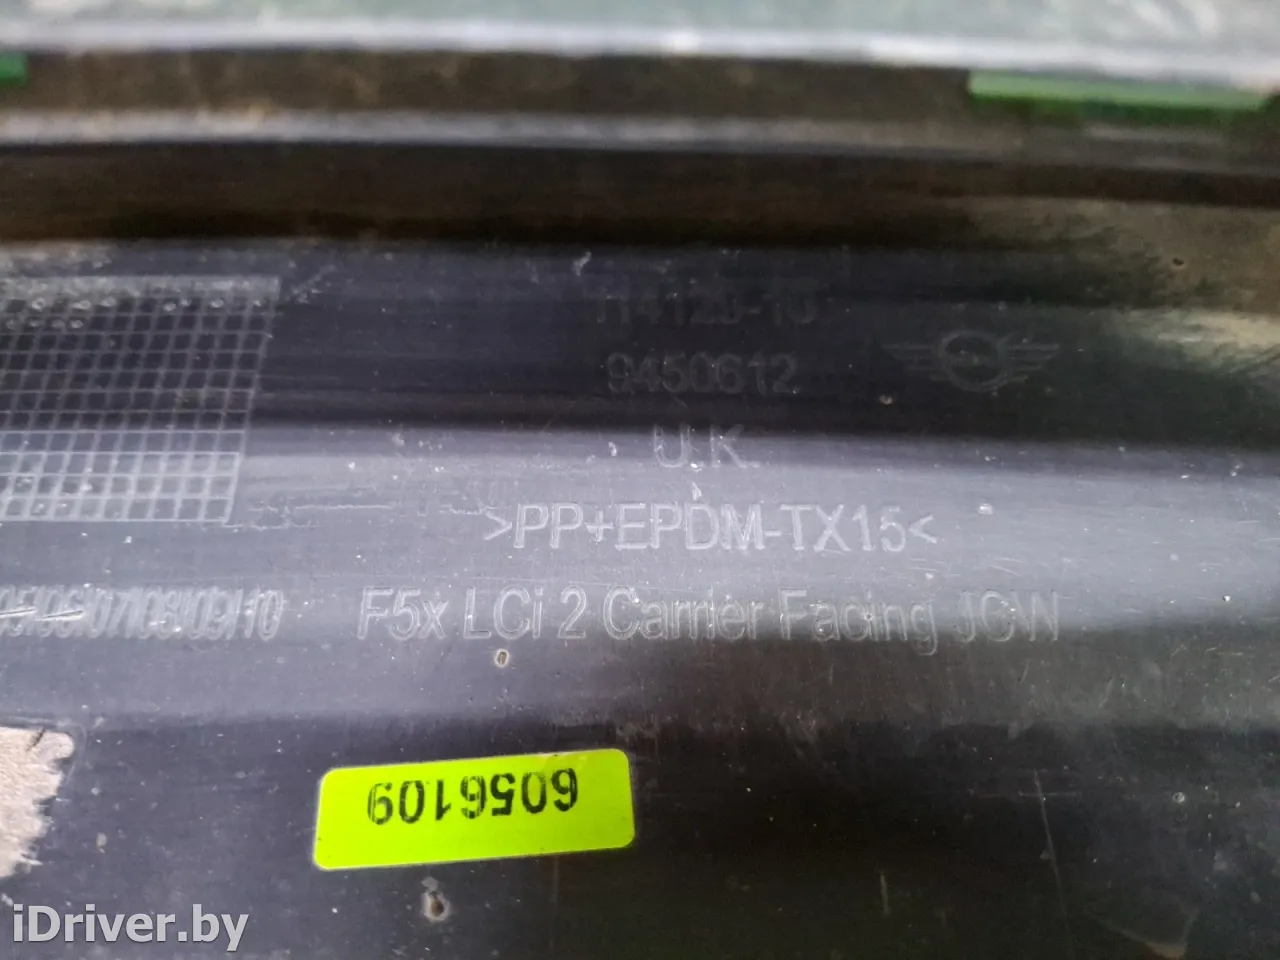 9450612
U.K.
>PP+EPDM-TX15<
F5x LCi 2 Carrier Facing JCW
6056109
iDriver.by